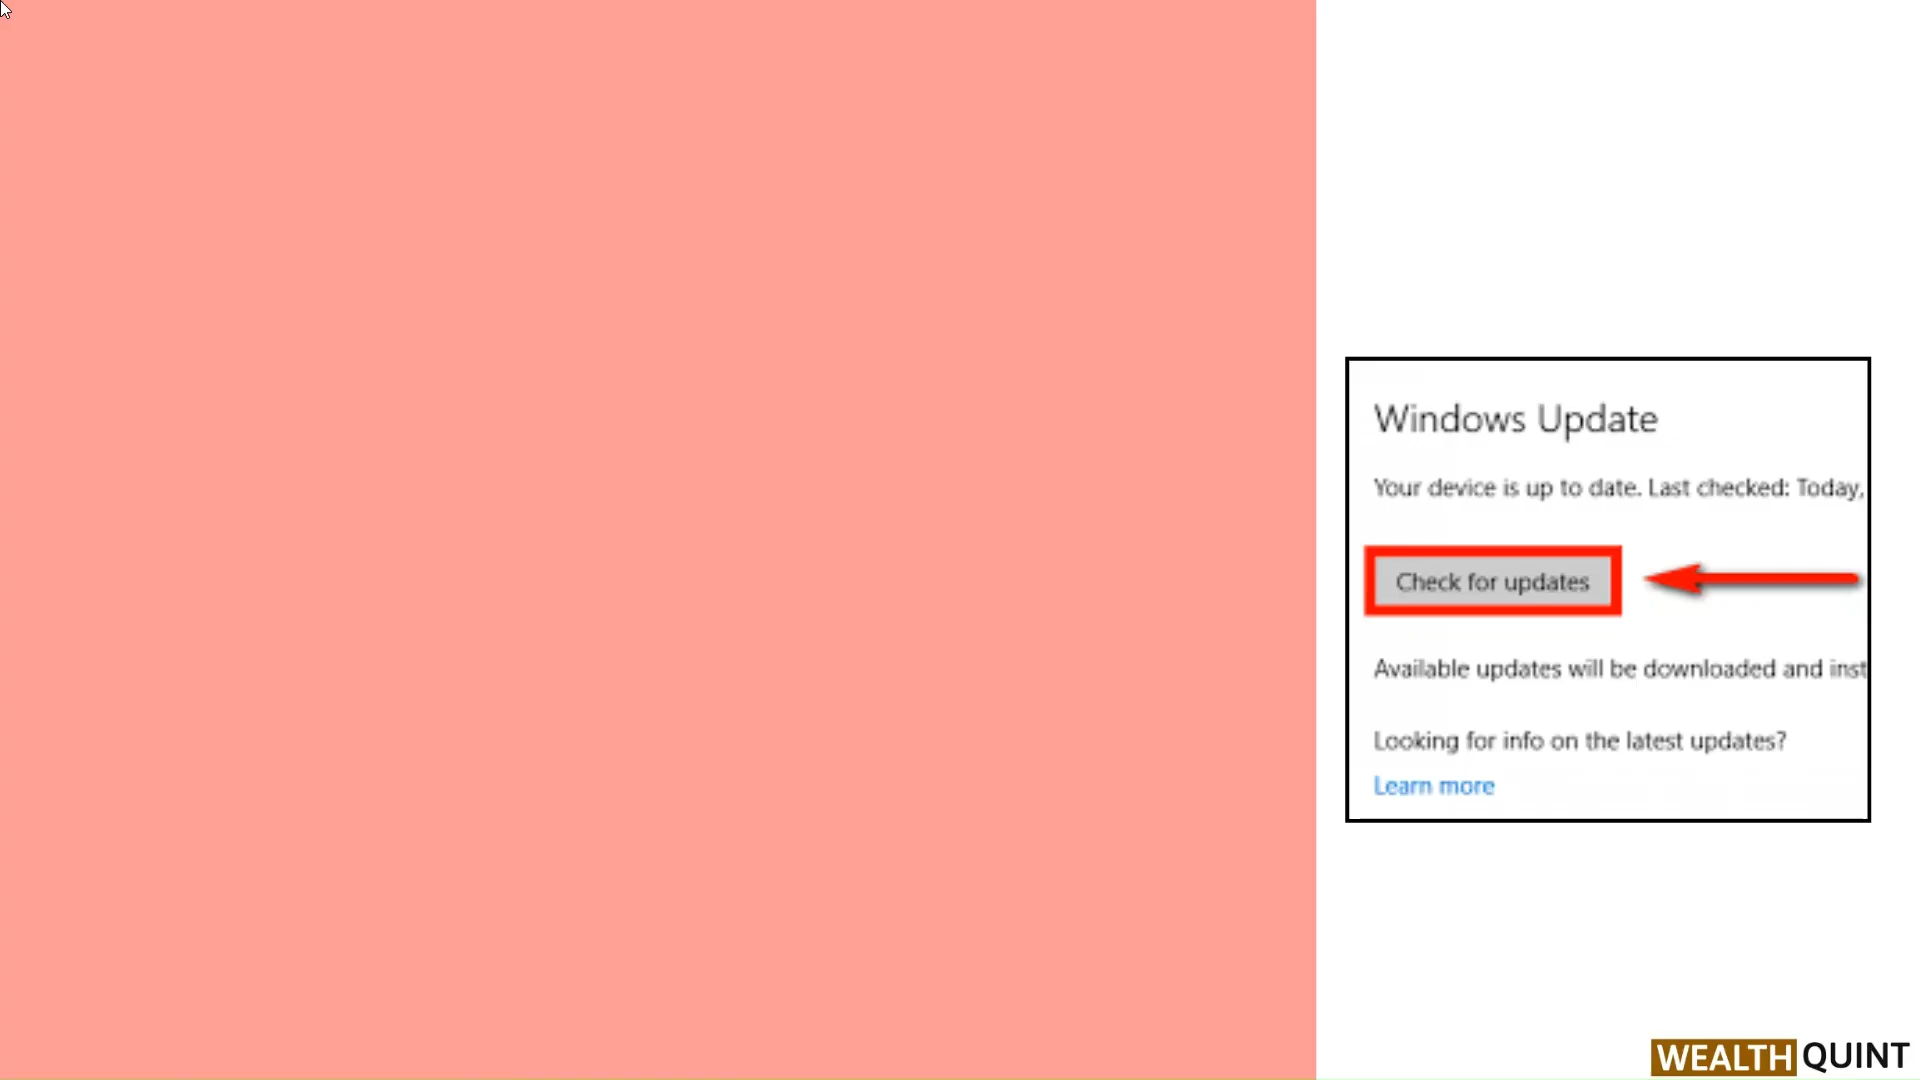 Windows Update
Your device is up to date. Last checked: Today,
Check for updates
Available updates will be downloaded and inst
Looking for info on the latest updates?
Learn more
WEALTH QUINT